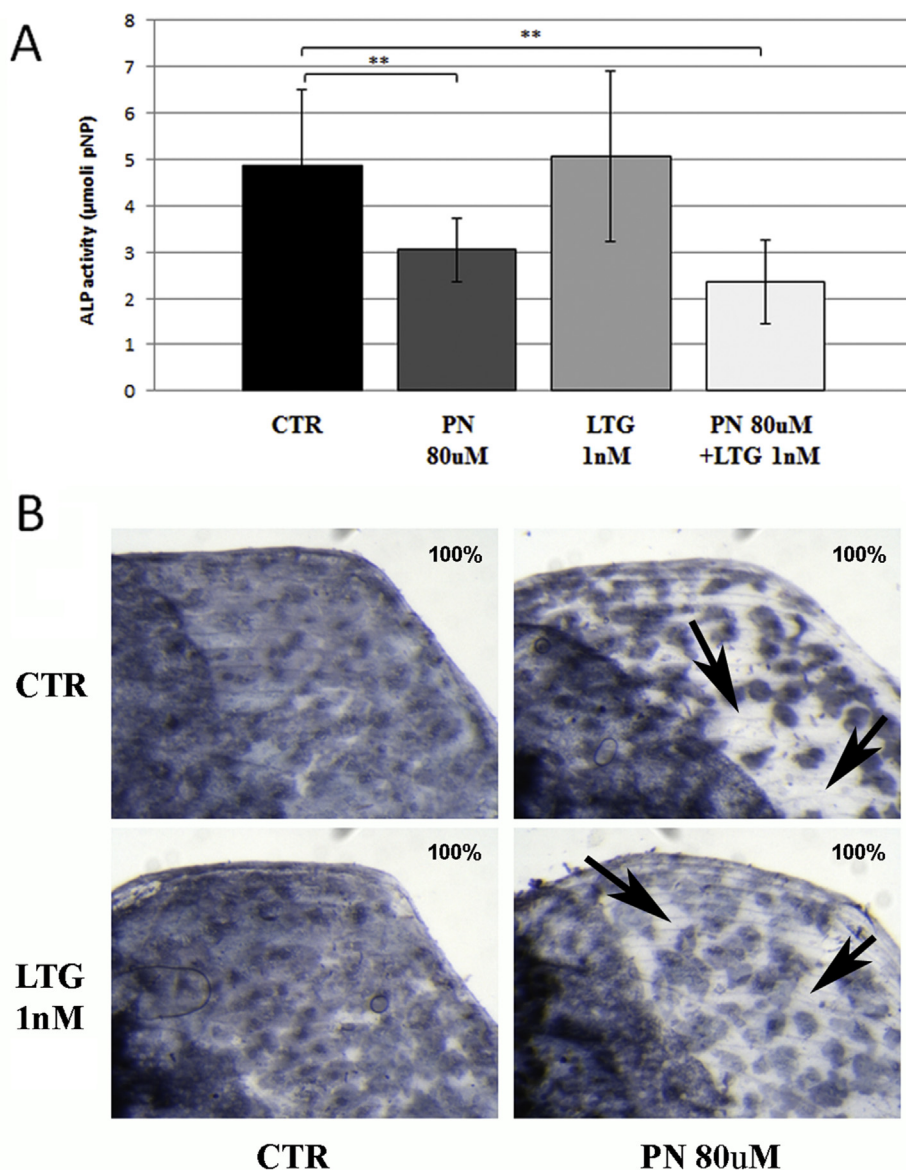 A
8
7
6
5
4
3
2
1
0
ALP activity (µmoli pNP)
**
**
CTR
PN
80uM
LTG
1nM
PN 80uM
+LTG 1nM
B
CTR
100%
100%
LTG
1nM
100%
100%
CTR
PN 80uM